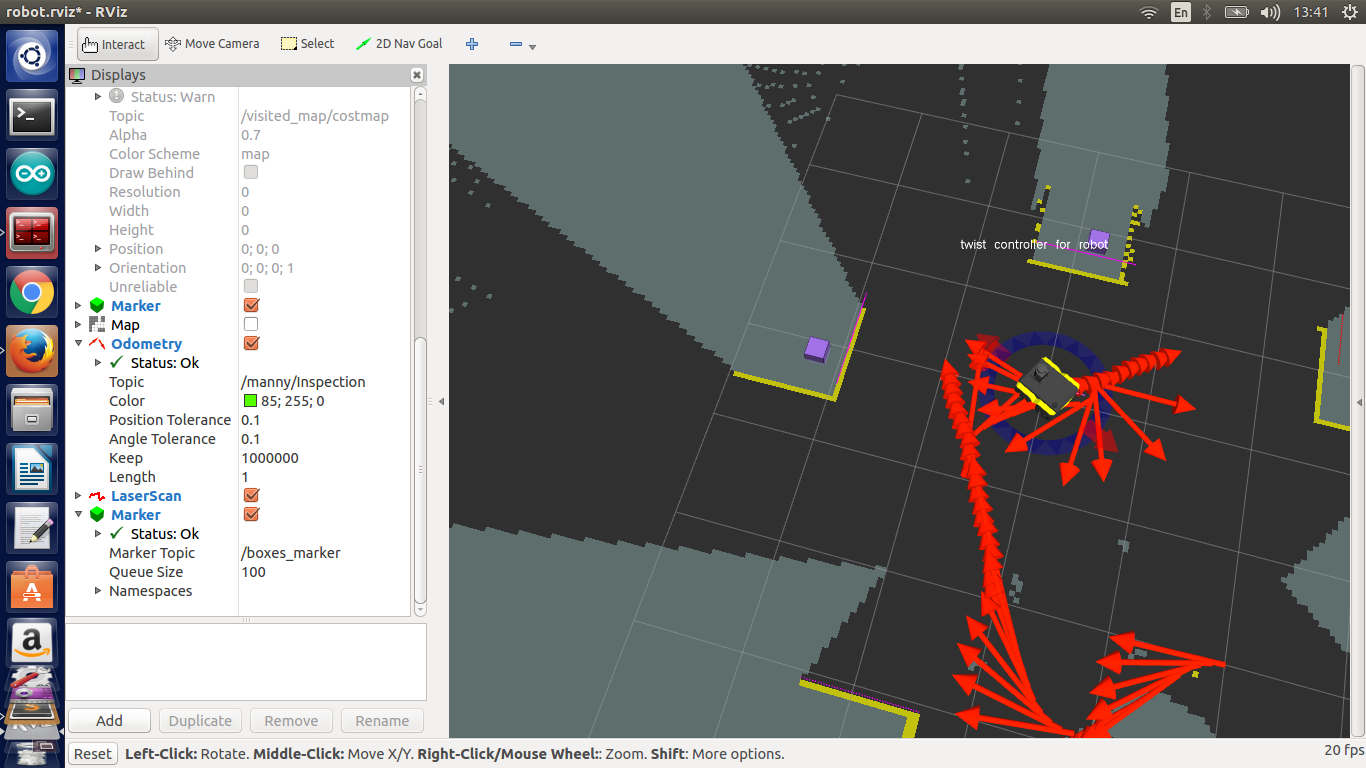 robot.rviz* - RViz
En
13:41
Interact
Move Camera
Select
2D Nav Goal
Displays
Status: Warn
Topic /visited_map/costmap
Alpha 0.7
Color Scheme map
Draw Behind
Resolution 0
Width 0
Height 0
Position 0; 0; 0
Orientation 0; 0; 0; 1
Unreliable
Marker
Map
Odometry
Status: Ok
Topic /manny/Inspection
Color 85; 255; 0
Position Tolerance 0.1
Angle Tolerance 0.1
Keep 1000000
Length 1
LaserScan
Marker
Status: Ok
Marker Topic /boxes_marker
Queue Size 100
Namespaces
Add Duplicate Remove Rename
twist controller for robot
Reset
Left-Click: Rotate. Middle-Click: Move X/Y. Right-Click/Mouse Wheel:: Zoom. Shift: More options.
20 fps